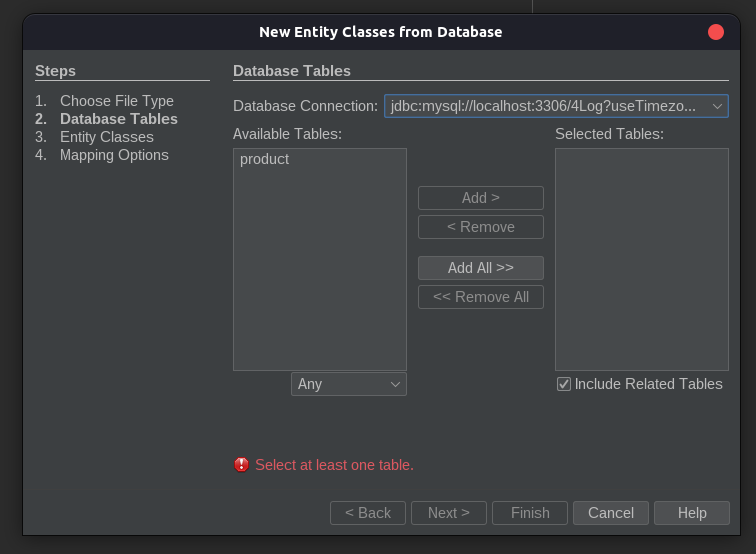 New Entity Classes from Database
Steps
1. Choose File Type
2. Database Tables
3. Entity Classes
4. Mapping Options
Database Tables
Database Connection: jdbc:mysql://localhost:3306/4Log?useTimezo...
Available Tables:
product
Any
Add >
< Remove
Add All >>
<< Remove All
Selected Tables:
Include Related Tables
Select at least one table.
< Back
Next >
Finish
Cancel
Help